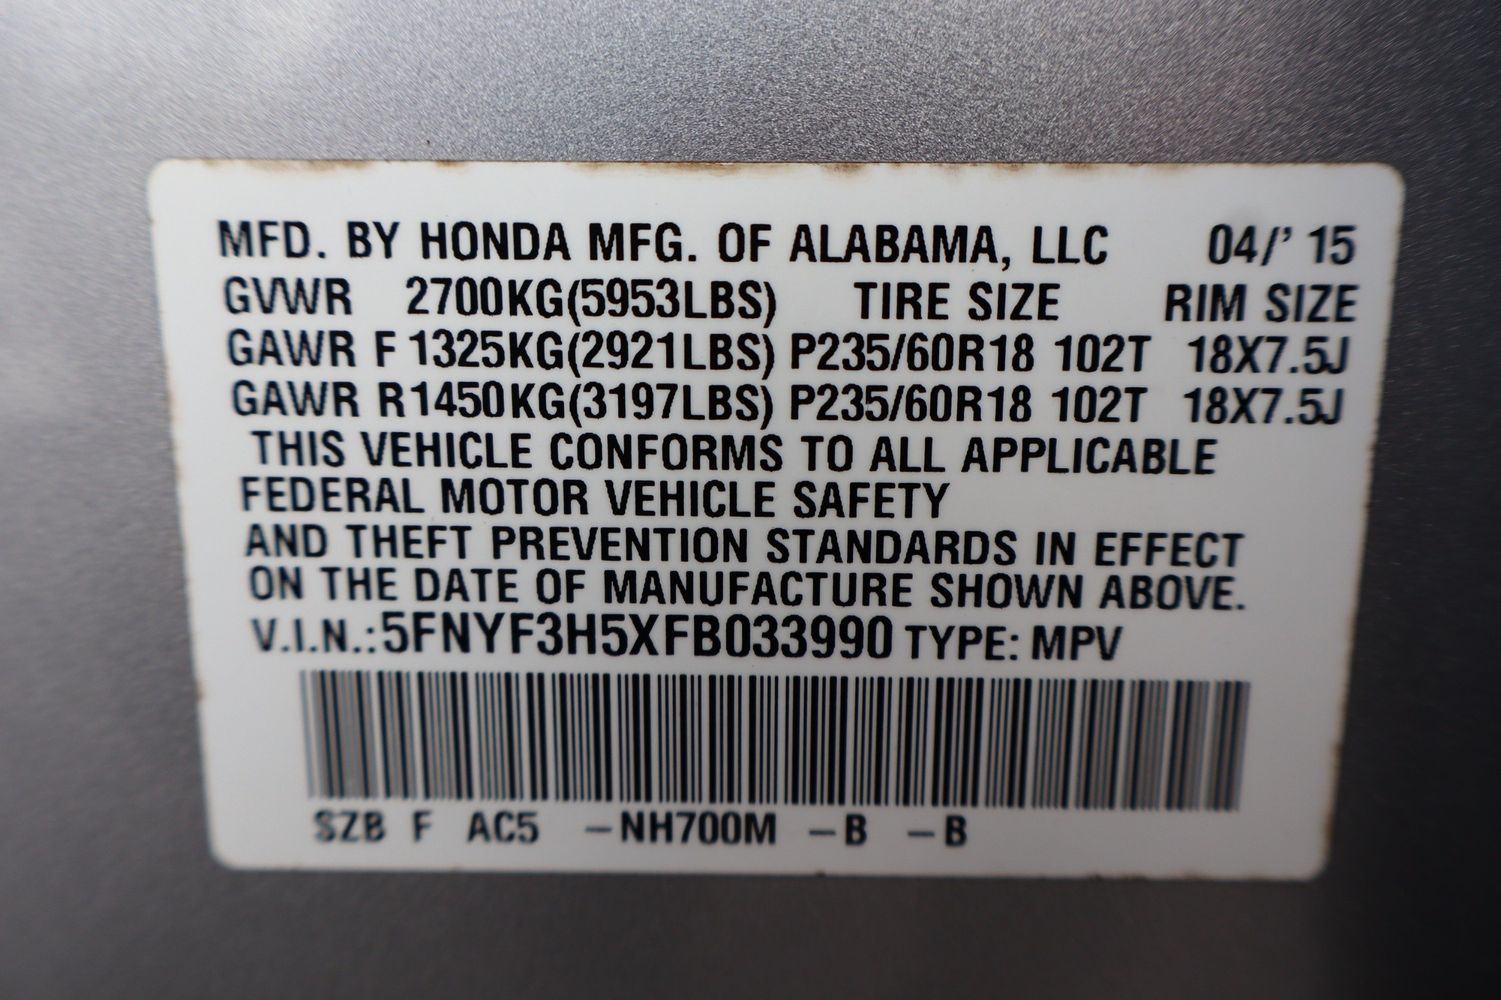 MFD. BY HONDA MFG. OF ALABAMA, LLC 04/' 15
GVWR 2700KG(5953LBS) TIRE SIZE RIM SIZE
GAWR F 1325KG(2921LBS) P235/60R18 102T 18X7.5J
GAWR R 1450KG(3197LBS) P235/60R18 102T 18X7.5J
THIS VEHICLE CONFORMS TO ALL APPLICABLE
FEDERAL MOTOR VEHICLE SAFETY
AND THEFT PREVENTION STANDARDS IN EFFECT
ON THE DATE OF MANUFACTURE SHOWN ABOVE.
V.I.N.: 5FNYF3H5XFB033990 TYPE: MPV
SZB F AC5 –NH700M –B –B